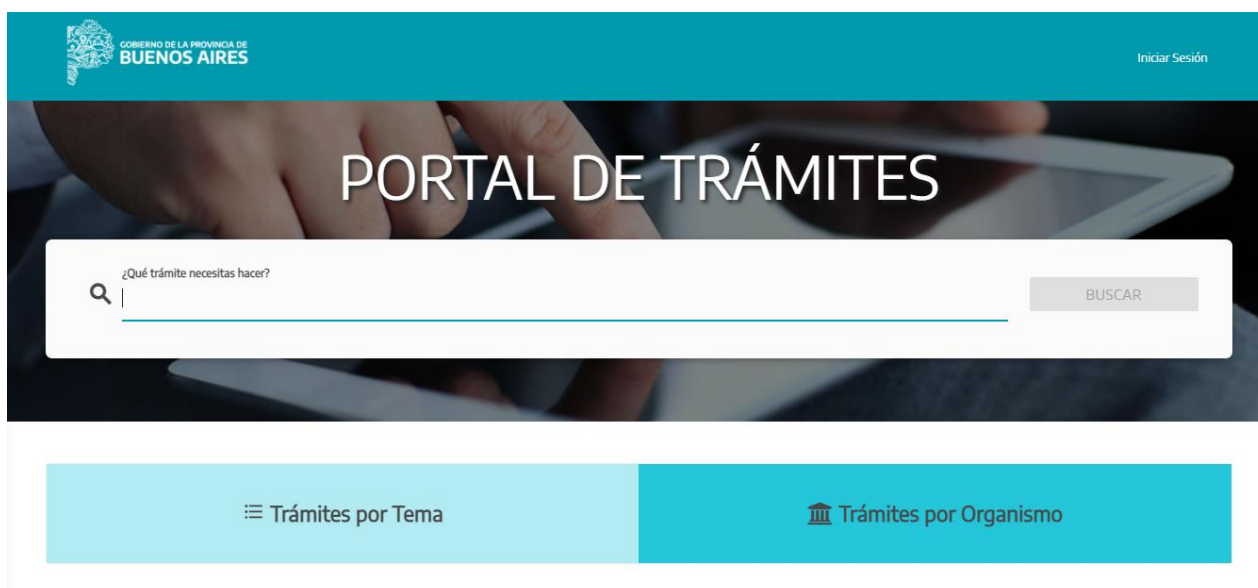 GOBIERNO DE LA PROVINCIA DE
BUENOS AIRES
Iniciar Sesión
PORTAL DE TRÁMITES
¿Qué trámite necesitas hacer?
BUSCAR
Trámites por Tema
Trámites por Organismo